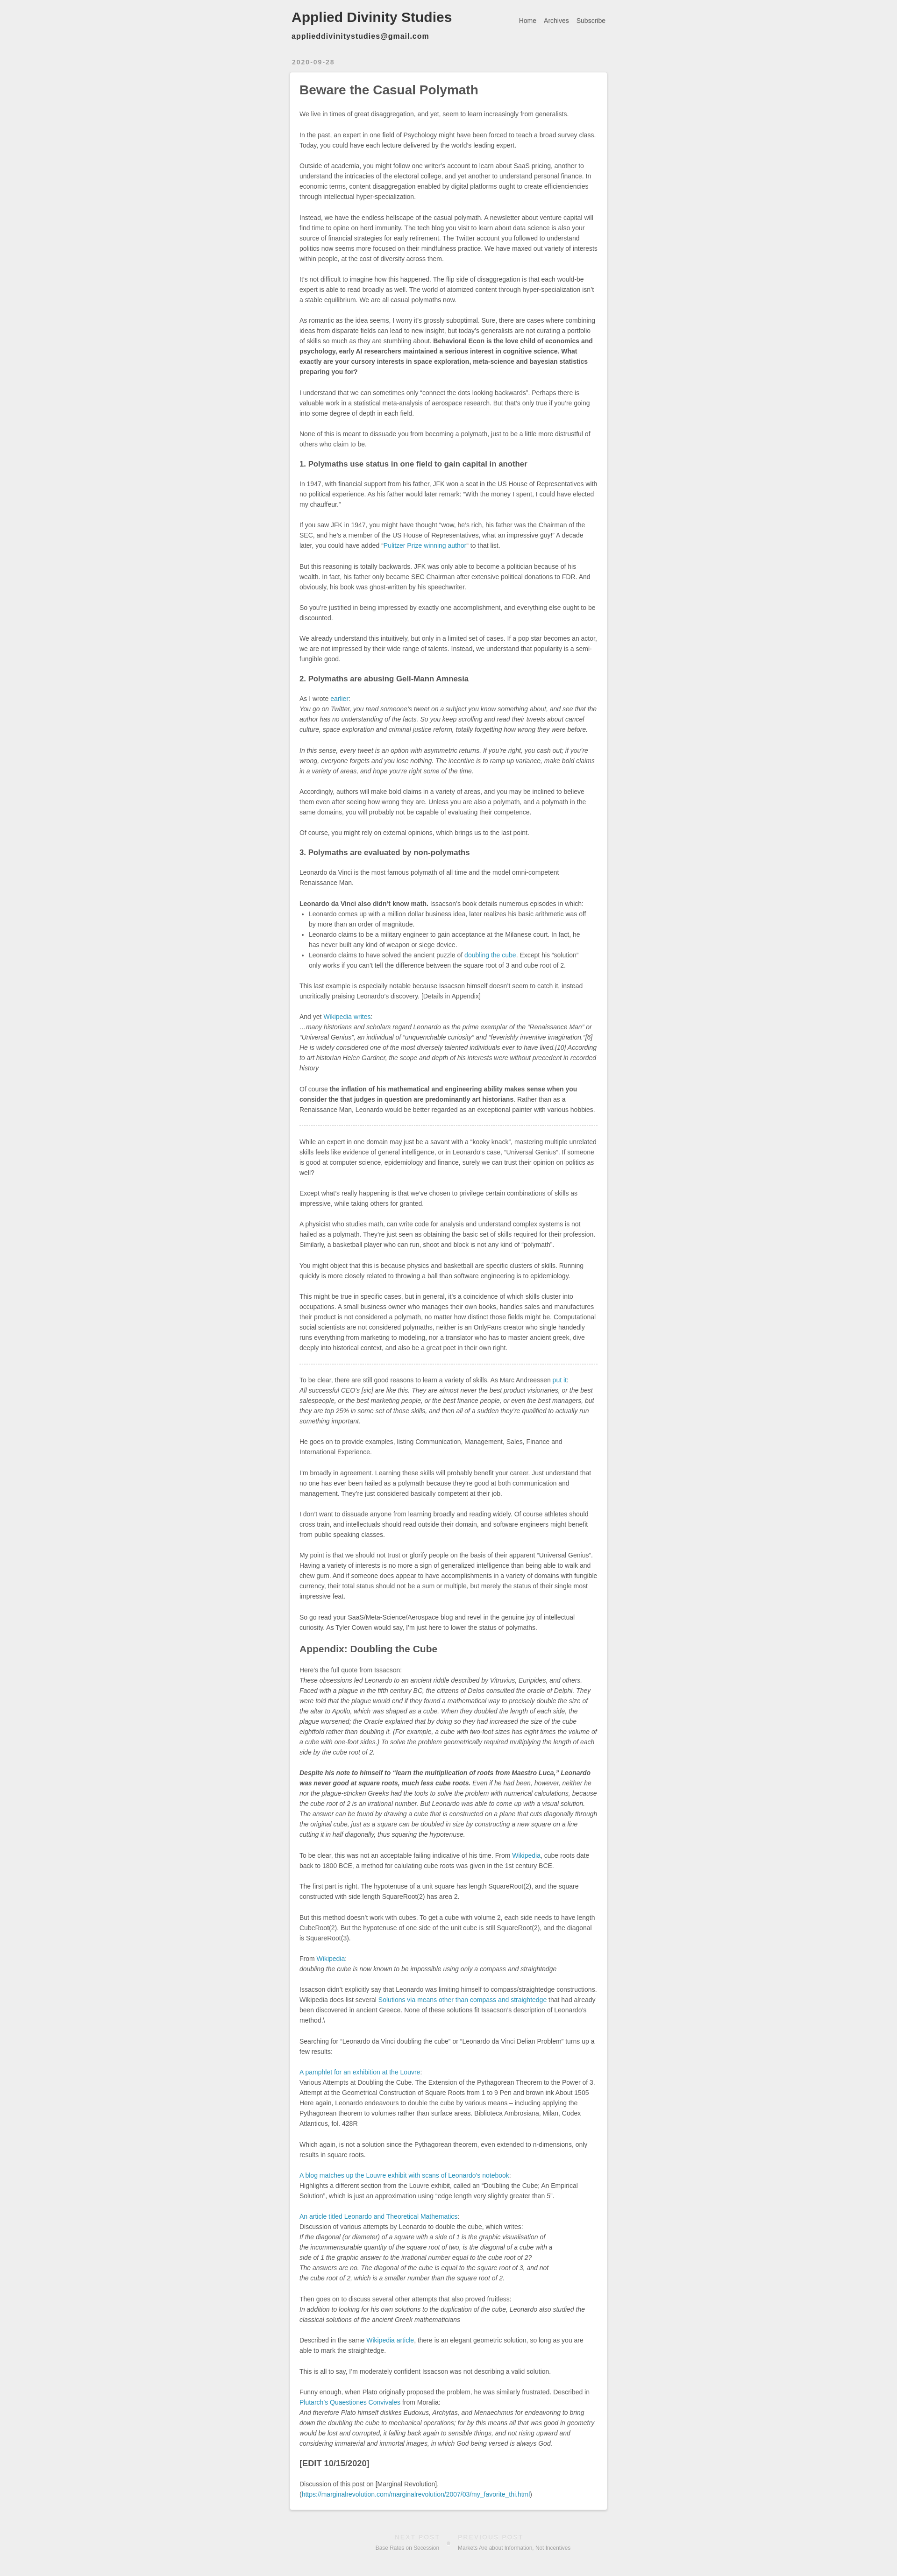 Applied Divinity Studies
Home Archives Subscribe
applieddivinitystudies@gmail.com
2020-09-28
Beware the Casual Polymath
We live in times of great disaggregation, and yet, seem to learn increasingly from generalists.
In the past, an expert in one field of Psychology might have been forced to teach a broad survey class.
Today, you could have each lecture delivered by the world's leading expert.
Outside of academia, you might follow one writer's account to learn about SaaS pricing, another to
understand the intricacies of the electoral college, and yet another to understand personal finance. In
economic terms, content disaggregation enabled by digital platforms ought to create efficienciencies
through intellectual hyper-specialization.
Instead, we have the endless hellscape of the casual polymath. A newsletter about venture capital will
find time to opine on herd immunity. The tech blog you visit to learn about data science is also your
source of financial strategies for early retirement. The Twitter account you followed to understand
politics now seems more focused on their mindfulness practice. We have maxed out variety of interests
within people, at the cost of diversity across them.
It's not difficult to imagine how this happened. The flip side of disaggregation is that each would-be
expert is able to read broadly as well. The world of atomized content through hyper-specialization isn't
a stable equilibrium. We are all casual polymaths now.
As romantic as the idea seems, I worry it's grossly suboptimal. Sure, there are cases where combining
ideas from disparate fields can lead to new insight, but today's generalists are not curating a portfolio
of skills so much as they are stumbling about. Behavioral Econ is the love child of economics and
psychology, early AI researchers maintained a serious interest in cognitive science. What
exactly are your cursory interests in space exploration, meta-science and bayesian statistics
preparing you for?
I understand that we can sometimes only "connect the dots looking backwards". Perhaps there is
valuable work in a statistical meta-analysis of aerospace research. But that's only true if you're going
into some degree of depth in each field.
None of this is meant to dissuade you from becoming a polymath, just to be a little more distrustful of
others who claim to be.
1. Polymaths use status in one field to gain capital in another
In 1947, with financial support from his father, JFK won a seat in the US House of Representatives with
no political experience. As his father would later remark: "With the money I spent, I could have elected
my chauffeur."
If you saw JFK in 1947, you might have thought "wow, he's rich, his father was the Chairman of the
SEC, and he's a member of the US House of Representatives, what an impressive guy!" A decade
later, you could have added "Pulitzer Prize winning author" to that list.
But this reasoning is totally backwards. JFK was only able to become a politician because of his
wealth. In fact, his father only became SEC Chairman after extensive political donations to FDR. And
obviously, his book was ghost-written by his speechwriter.
So you're justified in being impressed by exactly one accomplishment, and everything else ought to be
discounted.
We already understand this intuitively, but only in a limited set of cases. If a pop star becomes an actor,
we are not impressed by their wide range of talents. Instead, we understand that popularity is a semi-
fungible good.
2. Polymaths are abusing Gell-Mann Amnesia
As I wrote earlier:
You go on Twitter, you read someone's tweet on a subject you know something about, and see that the
author has no understanding of the facts. So you keep scrolling and read their tweets about cancel
culture, space exploration and criminal justice reform, totally forgetting how wrong they were before.
In this sense, every tweet is an option with asymmetric returns. If you're right, you cash out; if you're
wrong, everyone forgets and you lose nothing. The incentive is to ramp up variance, make bold claims
in a variety of areas, and hope you're right some of the time.
Accordingly, authors will make bold claims in a variety of areas, and you may be inclined to believe
them even after seeing how wrong they are. Unless you are also a polymath, and a polymath in the
same domains, you will probably not be capable of evaluating their competence.
Of course, you might rely on external opinions, which brings us to the last point.
3. Polymaths are evaluated by non-polymaths
Leonardo da Vinci is the most famous polymath of all time and the model omni-competent
Renaissance Man.
Leonardo da Vinci also didn't know math. Issacson's book details numerous episodes in which:
• Leonardo comes up with a million dollar business idea, later realizes his basic arithmetic was off
by more than an order of magnitude.
• Leonardo claims to be a military engineer to gain acceptance at the Milanese court. In fact, he
has never built any kind of weapon or siege device.
• Leonardo claims to have solved the ancient puzzle of doubling the cube. Except his "solution"
only works if you can't tell the difference between the square root of 3 and cube root of 2.
This last example is especially notable because Issacson himself doesn't seem to catch it, instead
uncritically praising Leonardo's discovery. [Details in Appendix]
And yet Wikipedia writes:
…many historians and scholars regard Leonardo as the prime exemplar of the "Renaissance Man" or
"Universal Genius", an individual of "unquenchable curiosity" and "feverishly inventive imagination."[6]
He is widely considered one of the most diversely talented individuals ever to have lived.[10] According
to art historian Helen Gardner, the scope and depth of his interests were without precedent in recorded
history
Of course the inflation of his mathematical and engineering ability makes sense when you
consider the that judges in question are predominantly art historians. Rather than as a
Renaissance Man, Leonardo would be better regarded as an exceptional painter with various hobbies.
While an expert in one domain may just be a savant with a "kooky knack", mastering multiple unrelated
skills feels like evidence of general intelligence, or in Leonardo's case, "Universal Genius". If someone
is good at computer science, epidemiology and finance, surely we can trust their opinion on politics as
well?
Except what's really happening is that we've chosen to privilege certain combinations of skills as
impressive, while taking others for granted.
A physicist who studies math, can write code for analysis and understand complex systems is not
hailed as a polymath. They're just seen as obtaining the basic set of skills required for their profession.
Similarly, a basketball player who can run, shoot and block is not any kind of "polymath".
You might object that this is because physics and basketball are specific clusters of skills. Running
quickly is more closely related to throwing a ball than software engineering is to epidemiology.
This might be true in specific cases, but in general, it's a coincidence of which skills cluster into
occupations. A small business owner who manages their own books, handles sales and manufactures
their product is not considered a polymath, no matter how distinct those fields might be. Computational
social scientists are not considered polymaths, neither is an OnlyFans creator who single handedly
runs everything from marketing to modeling, nor a translator who has to master ancient greek, dive
deeply into historical context, and also be a great poet in their own right.
To be clear, there are still good reasons to learn a variety of skills. As Marc Andreessen put it:
All successful CEO's [sic] are like this. They are almost never the best product visionaries, or the best
salespeople, or the best marketing people, or the best finance people, or even the best managers, but
they are top 25% in some set of those skills, and then all of a sudden they're qualified to actually run
something important.
He goes on to provide examples, listing Communication, Management, Sales, Finance and
International Experience.
I'm broadly in agreement. Learning these skills will probably benefit your career. Just understand that
no one has ever been hailed as a polymath because they're good at both communication and
management. They're just considered basically competent at their job.
I don't want to dissuade anyone from learning broadly and reading widely. Of course athletes should
cross train, and intellectuals should read outside their domain, and software engineers might benefit
from public speaking classes.
My point is that we should not trust or glorify people on the basis of their apparent "Universal Genius".
Having a variety of interests is no more a sign of generalized intelligence than being able to walk and
chew gum. And if someone does appear to have accomplishments in a variety of domains with fungible
currency, their total status should not be a sum or multiple, but merely the status of their single most
impressive feat.
So go read your SaaS/Meta-Science/Aerospace blog and revel in the genuine joy of intellectual
curiosity. As Tyler Cowen would say, I'm just here to lower the status of polymaths.
Appendix: Doubling the Cube
Here's the full quote from Issacson:
These obsessions led Leonardo to an ancient riddle described by Vitruvius, Euripides, and others.
Faced with a plague in the fifth century BC, the citizens of Delos consulted the oracle of Delphi. They
were told that the plague would end if they found a mathematical way to precisely double the size of
the altar to Apollo, which was shaped as a cube. When they doubled the length of each side, the
plague worsened; the Oracle explained that by doing so they had increased the size of the cube
eightfold rather than doubling it. (For example, a cube with two-foot sizes has eight times the volume of
a cube with one-foot sides.) To solve the problem geometrically required multiplying the length of each
side by the cube root of 2.
Despite his note to himself to "learn the multiplication of roots from Maestro Luca," Leonardo
was never good at square roots, much less cube roots. Even if he had been, however, neither he
nor the plague-stricken Greeks had the tools to solve the problem with numerical calculations, because
the cube root of 2 is an irrational number. But Leonardo was able to come up with a visual solution.
The answer can be found by drawing a cube that is constructed on a plane that cuts diagonally through
the original cube, just as a square can be doubled in size by constructing a new square on a line
cutting it in half diagonally, thus squaring the hypotenuse.
To be clear, this was not an acceptable failing indicative of his time. From Wikipedia, cube roots date
back to 1800 BCE, a method for calulating cube roots was given in the 1st century BCE.
The first part is right. The hypotenuse of a unit square has length SquareRoot(2), and the square
constructed with side length SquareRoot(2) has area 2.
But this method doesn't work with cubes. To get a cube with volume 2, each side needs to have length
CubeRoot(2). But the hypotenuse of one side of the unit cube is still SquareRoot(2), and the diagonal
is SquareRoot(3).
From Wikipedia:
doubling the cube is now known to be impossible using only a compass and straightedge
Issacson didn't explicitly say that Leonardo was limiting himself to compass/straightedge constructions.
Wikipedia does list several Solutions via means other than compass and straightedge that had already
been discovered in ancient Greece. None of these solutions fit Issacson's description of Leonardo's
method.\
Searching for "Leonardo da Vinci doubling the cube" or "Leonardo da Vinci Delian Problem" turns up a
few results:
A pamphlet for an exhibition at the Louvre:
Various Attempts at Doubling the Cube. The Extension of the Pythagorean Theorem to the Power of 3.
Attempt at the Geometrical Construction of Square Roots from 1 to 9 Pen and brown ink About 1505
Here again, Leonardo endeavours to double the cube by various means – including applying the
Pythagorean theorem to volumes rather than surface areas. Biblioteca Ambrosiana, Milan, Codex
Atlanticus, fol. 428R
Which again, is not a solution since the Pythagorean theorem, even extended to n-dimensions, only
results in square roots.
A blog matches up the Louvre exhibit with scans of Leonardo's notebook:
Highlights a different section from the Louvre exhibit, called an "Doubling the Cube; An Empirical
Solution", which is just an approximation using "edge length very slightly greater than 5".
An article titled Leonardo and Theoretical Mathematics:
Discussion of various attempts by Leonardo to double the cube, which writes:
If the diagonal (or diameter) of a square with a side of 1 is the graphic visualisation of
the incommensurable quantity of the square root of two, is the diagonal of a cube with a
side of 1 the graphic answer to the irrational number equal to the cube root of 2?
The answers are no. The diagonal of the cube is equal to the square root of 3, and not
the cube root of 2, which is a smaller number than the square root of 2.
Then goes on to discuss several other attempts that also proved fruitless:
In addition to looking for his own solutions to the duplication of the cube, Leonardo also studied the
classical solutions of the ancient Greek mathematicians
Described in the same Wikipedia article, there is an elegant geometric solution, so long as you are
able to mark the straightedge.
This is all to say, I'm moderately confident Issacson was not describing a valid solution.
Funny enough, when Plato originally proposed the problem, he was similarly frustrated. Described in
Plutarch's Quaestiones Convivales from Moralia:
And therefore Plato himself dislikes Eudoxus, Archytas, and Menaechmus for endeavoring to bring
down the doubling the cube to mechanical operations; for by this means all that was good in geometry
would be lost and corrupted, it falling back again to sensible things, and not rising upward and
considering immaterial and immortal images, in which God being versed is always God.
[EDIT 10/15/2020]
Discussion of this post on [Marginal Revolution].
(https://marginalrevolution.com/marginalrevolution/2007/03/my_favorite_thi.html)
NEXT POST
PREVIOUS POST
Base Rates on Secession
Markets Are about Information, Not Incentives